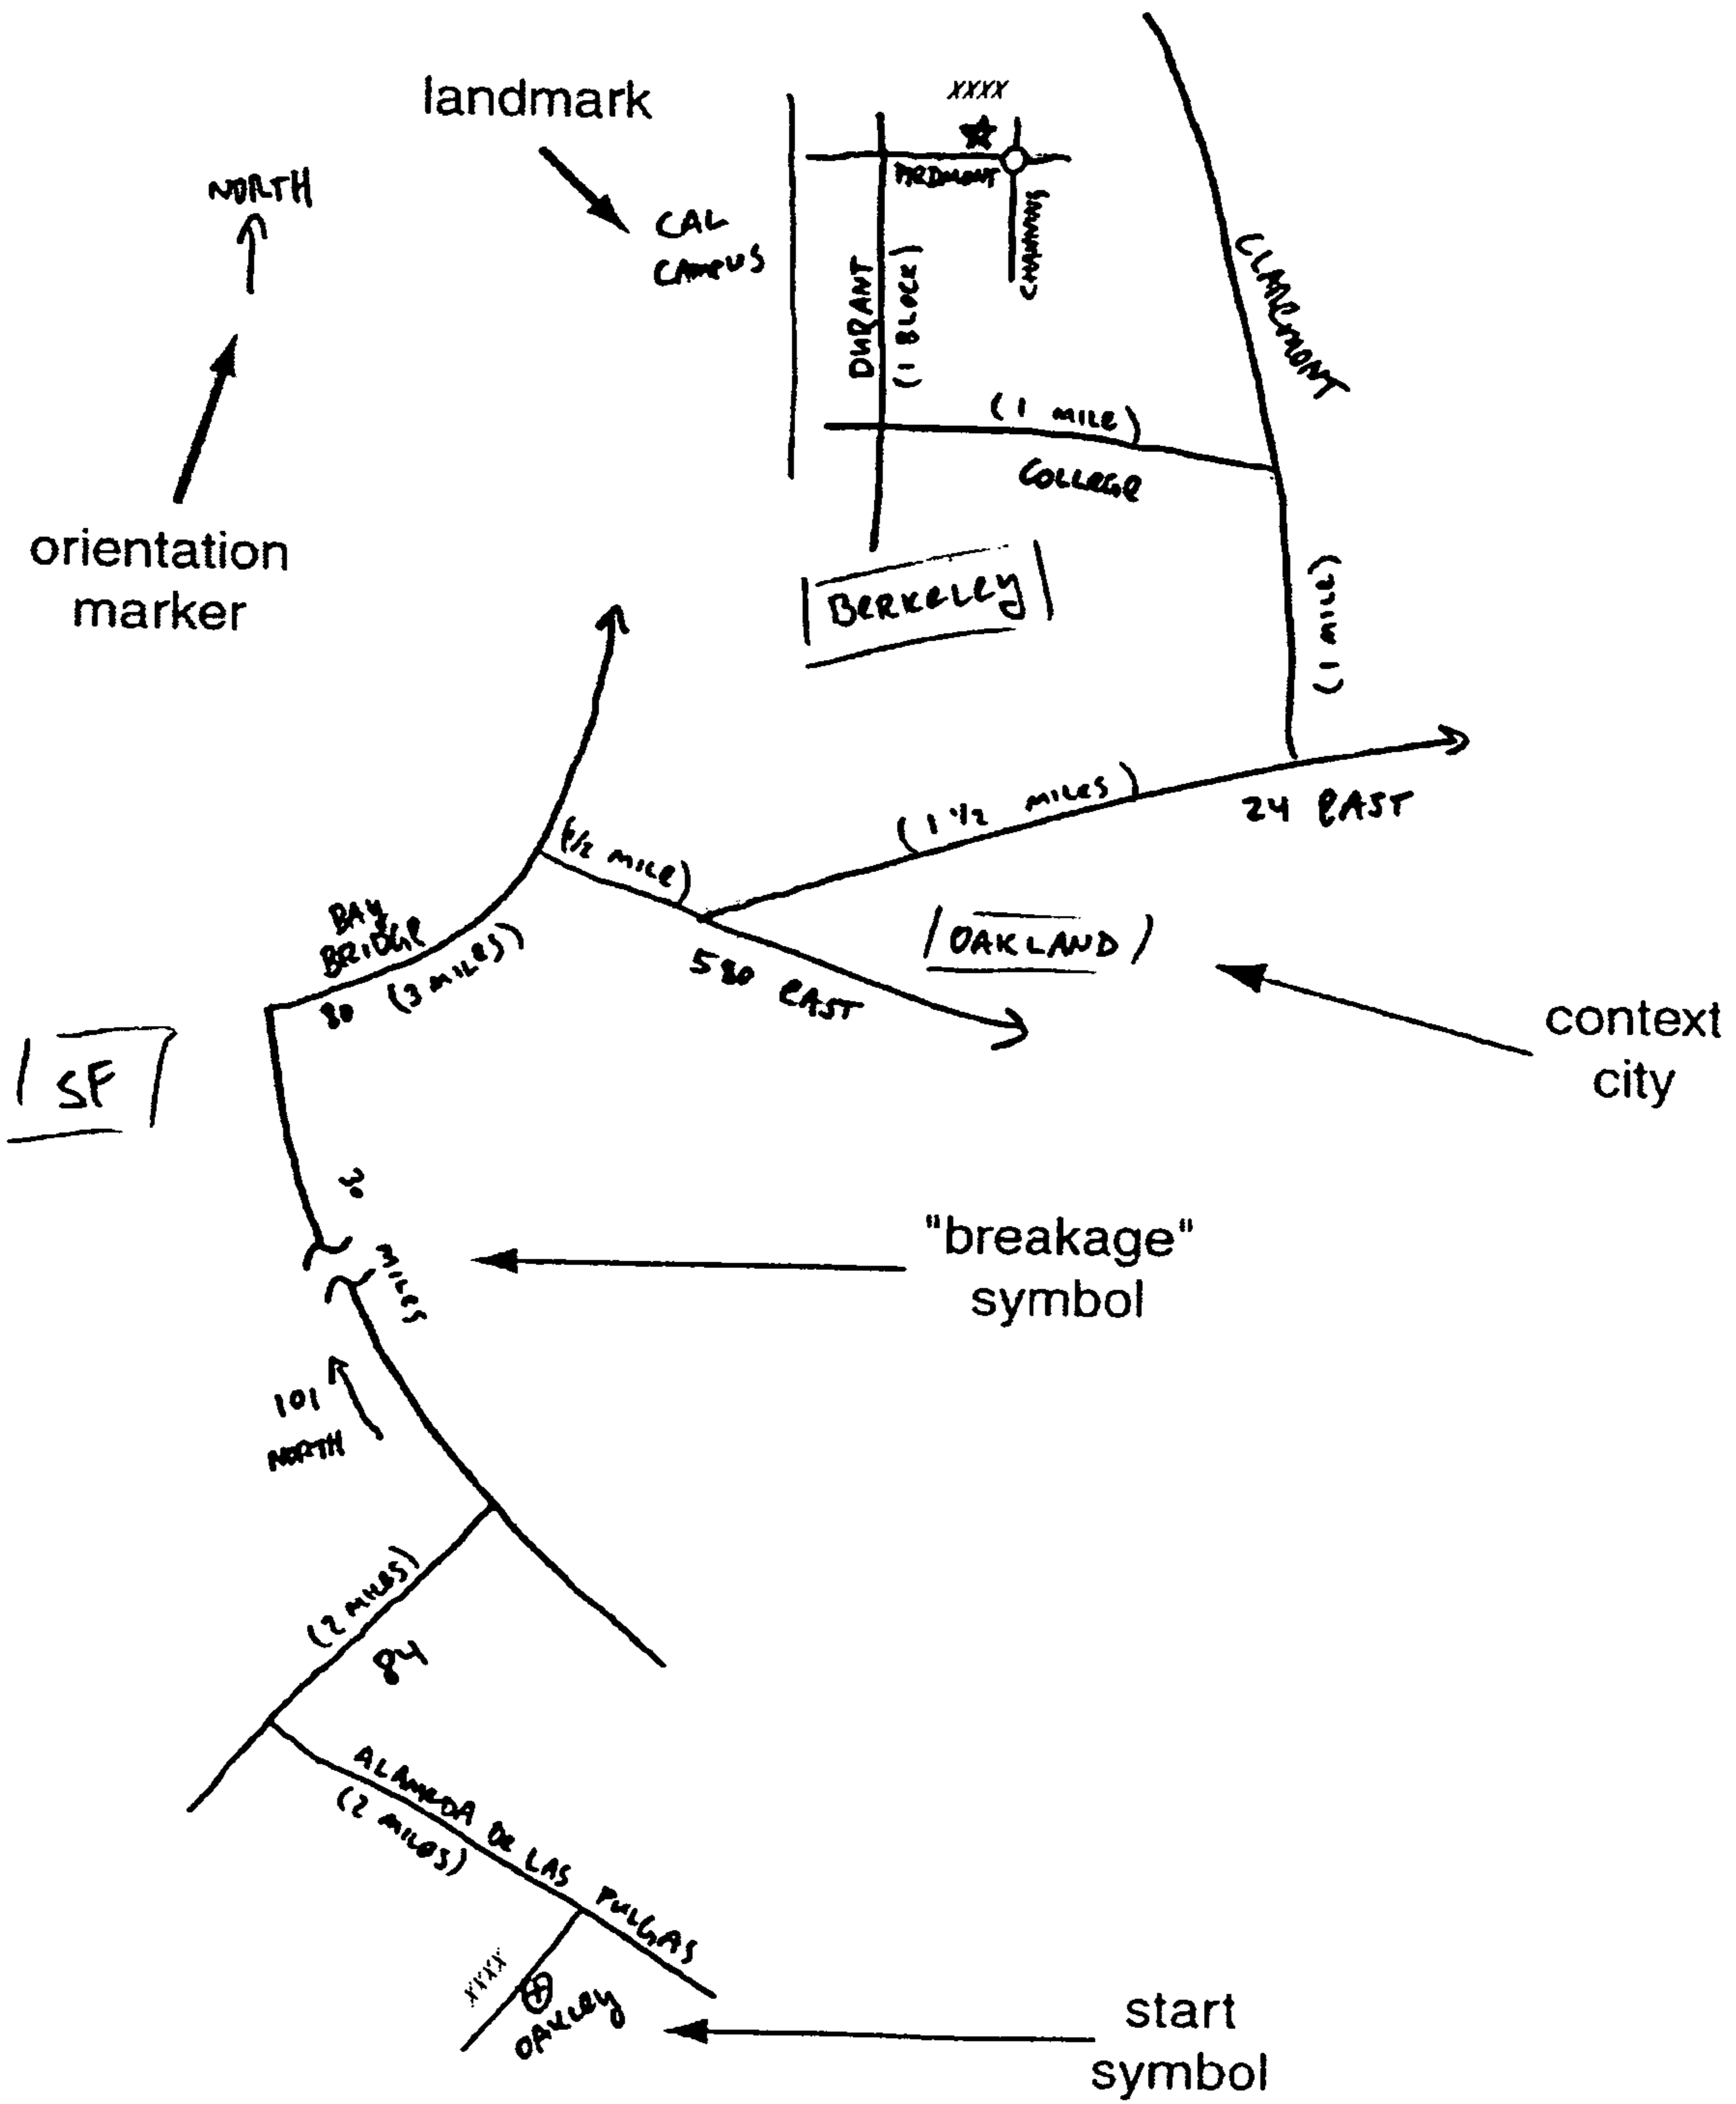 landmark
xxxx
NORTH
PIEDMONT
CAL
CAMPUS
CHANNING
DURANT
(1 BLOCK)
CLAREMONT
(1 MILE)
COLLEGE
orientation
marker
BERKELEY
(1 MILE)
(1/2 MILE)
(1 1/2 MILES)
24 EAST
BAY
BRIDGE
80 (3 MILES)
580 EAST
OAKLAND
context
city
SF
30
MILES
"breakage"
symbol
101
NORTH
(2 MILES)
84
ALAMEDA DE LAS PULGAS
(2 MILES)
xxxx
OAKLEY
start
symbol